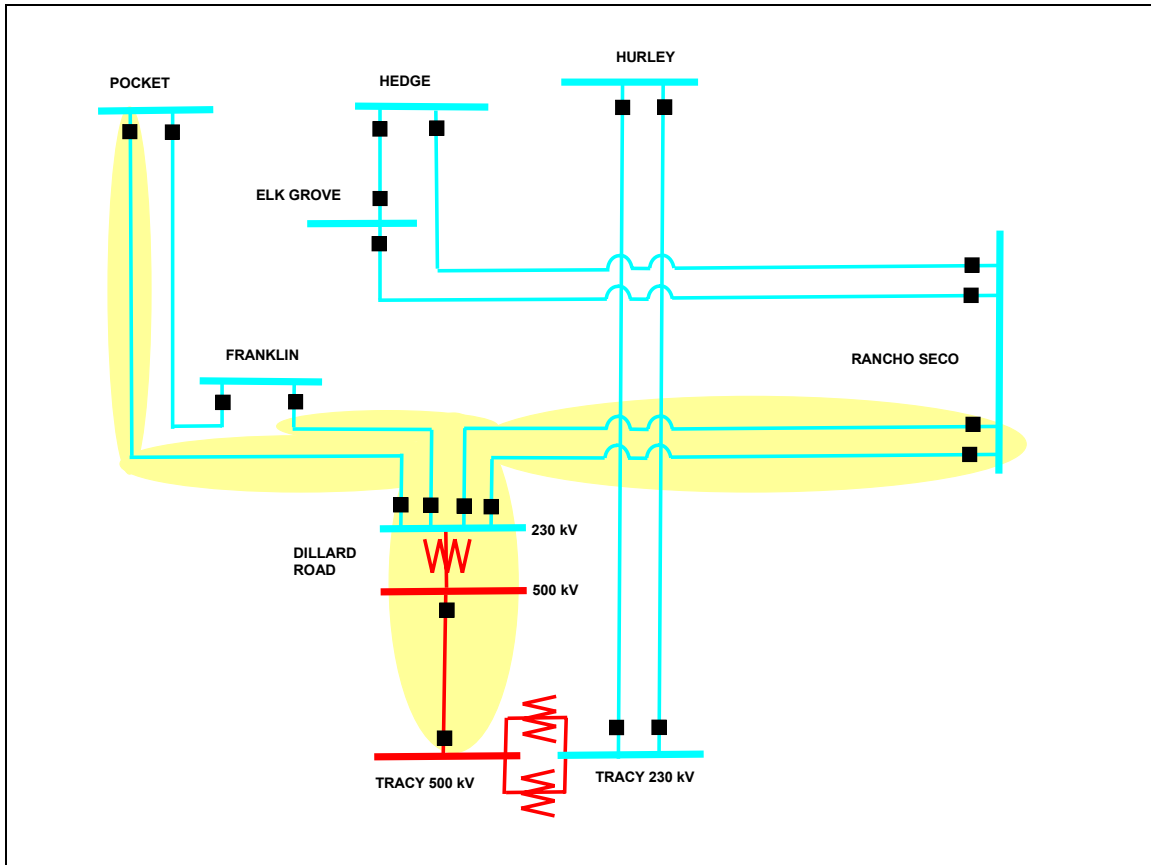 HURLEY
POCKET
HEDGE
ELK GROVE
FRANKLIN
RANCHO SECO
230 kV
DILLARD
ROAD
500 kV
TRACY 500 kV
TRACY 230 kV